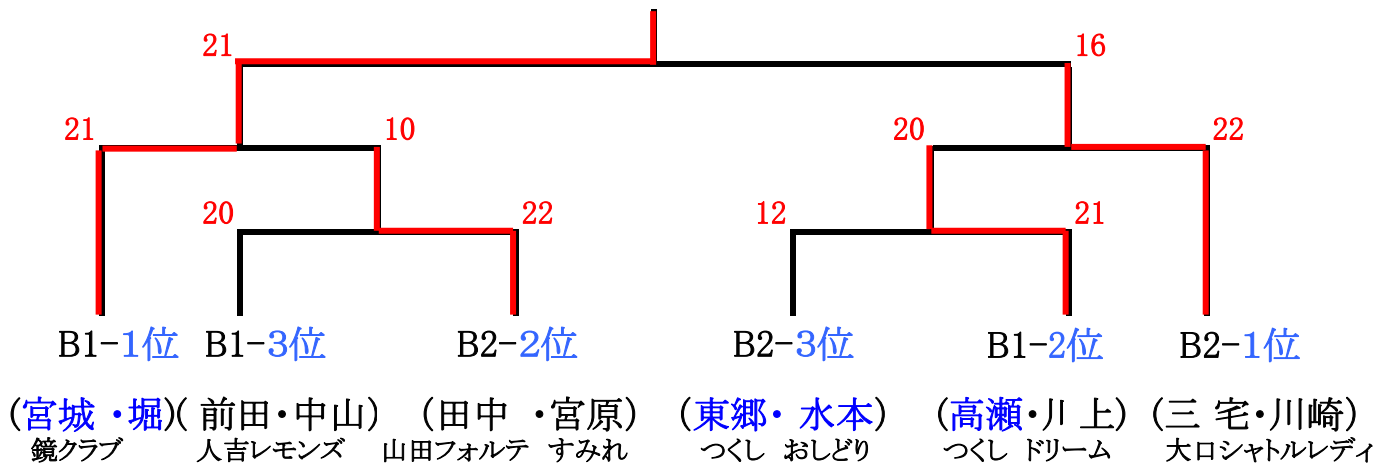 21 16
21 10 20 22
20 22 12 21
B1-1位 B1-3位 B2-2位 B2-3位 B1-2位 B2-1位
(宮城 ・堀)( 前田・中山) (田中 ・宮原) (東郷・ 水本) (高瀬・川 上) (三 宅・川崎)
鏡クラブ 人吉レモンズ 山田フォルテ すみれ つくし おしどり つくし ドリーム 大口シャトルレディ